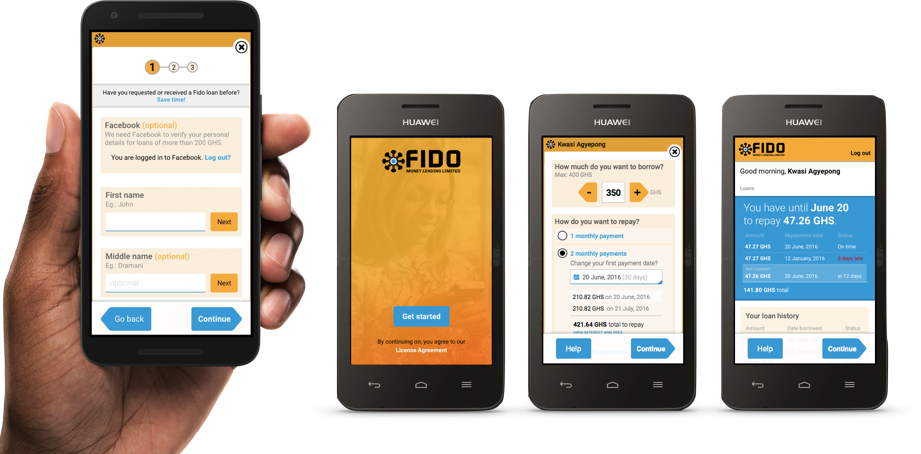 1 2 3
Have you requested or received a Fido loan before?
Save time!
Facebook (optional)
We need Facebook to verify your personal
details for loans of more than 200 GHS.
You are logged in to Facebook. Log out?
First name
Eg.: John
Next
Middle name (optional)
Eg.: Dramani
optional
Next
Go back
Continue
HUAWEI
FIDO
MONEY LENDING LIMITED
Get started
By continuing on, you agree to our
License Agreement
HUAWEI
Kwasi Agyepong
How much do you want to borrow?
Max: 400 GHS
- 350 + GHS
How do you want to repay?
1 monthly payment
2 monthly payments
Change your first payment date?
20 June, 2016 (30 days)
210.82 GHS on 20 June, 2016
210.82 GHS on 21 July, 2016
421.64 GHS total to repay
Help
Continue
HUAWEI
FIDO
MONEY LENDING LIMITED
Log out
Good morning, Kwasi Agyepong
Loans
You have until June 20
to repay 47.26 GHS.
Amount Repayment date Status
47.27 GHS 20 June, 2016 On time
47.27 GHS 12 January, 2016 3 days late
Next payment
47.26 GHS 20 June, 2016 in 12 days
141.80 GHS total
Your loan history
Amount Date borrowed Status
Help
Continue